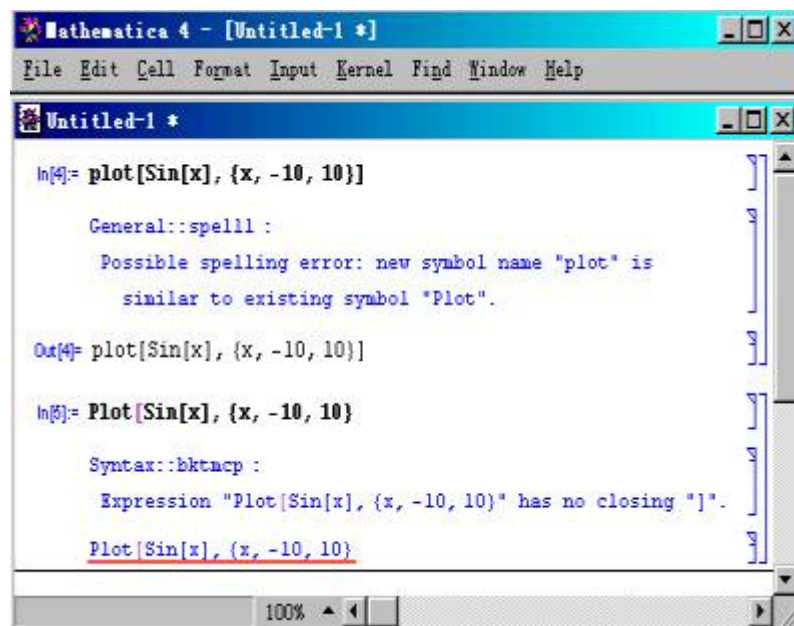 Mathematica 4 - [Untitled-1 *]
File Edit Cell Format Input Kernel Find Window Help
Untitled-1 *
In[4]:= plot[Sin[x], {x, -10, 10}]
General::spell1 :
Possible spelling error: new symbol name "plot" is
similar to existing symbol "Plot".
Out[4]= plot[Sin[x], {x, -10, 10}]
In[5]:= Plot[Sin[x], {x, -10, 10}
Syntax::bktmcp :
Expression "Plot[Sin[x], {x, -10, 10}" has no closing "]".
Plot[Sin[x], {x, -10, 10}
100%